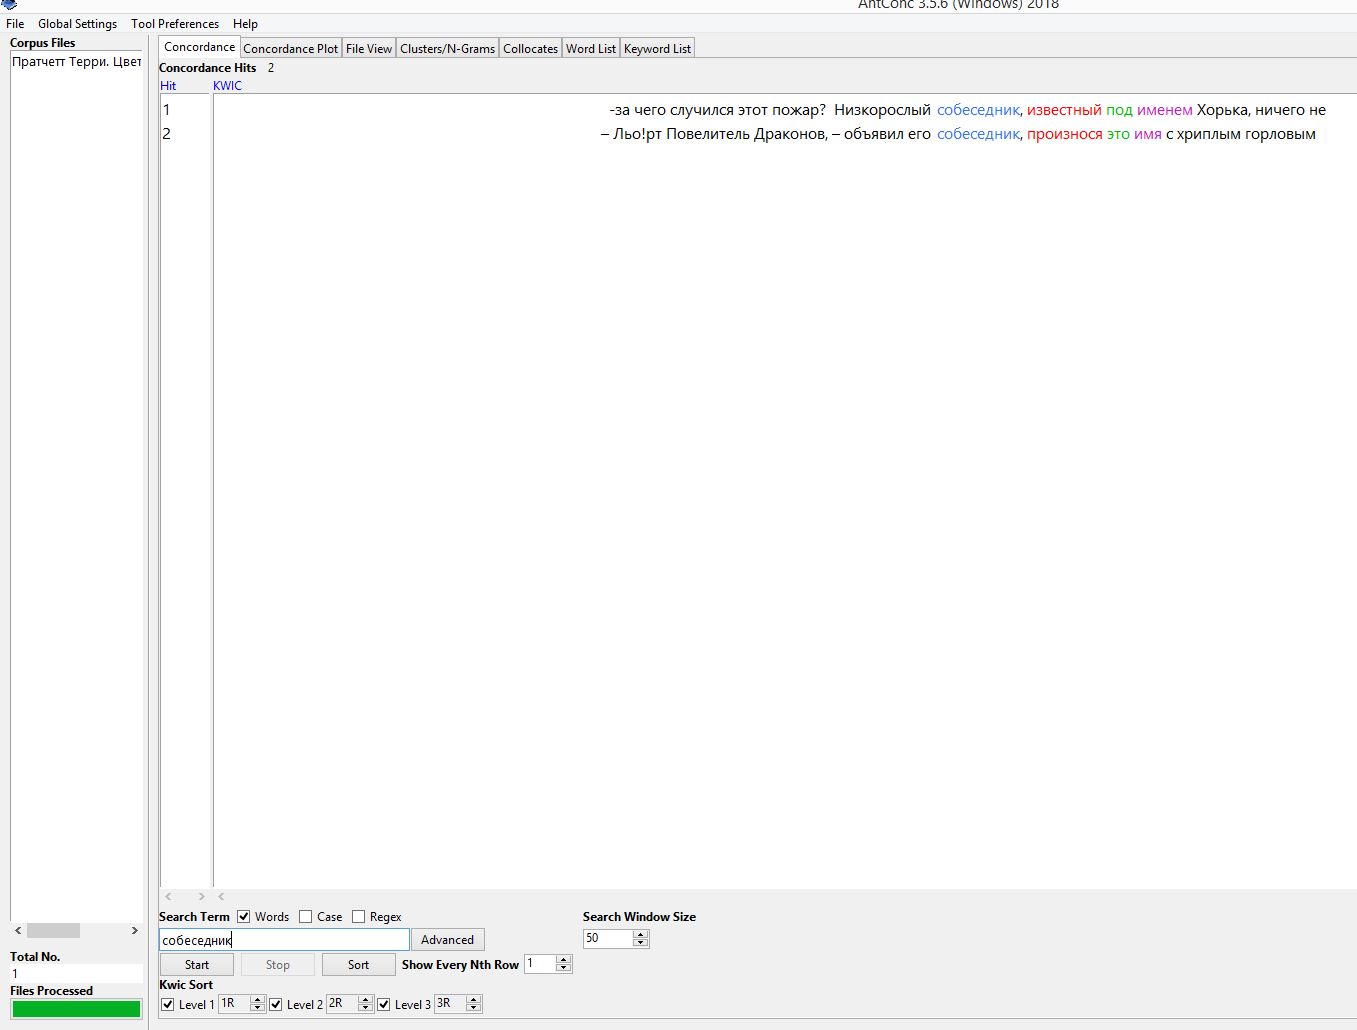 AntConc 3.5.6 (Windows) 2018
File Global Settings Tool Preferences Help
Corpus Files
Пратчетт Терри. Цвет
Concordance Concordance Plot File View Clusters/N-Grams Collocates Word List Keyword List
Concordance Hits 2
Hit KWIC
1 -за чего случился этот пожар? Низкорослый собеседник, известный под именем Хорька, ничего не
2 – Льо!рт Повелитель Драконов, – объявил его собеседник, произнося это имя с хриплым горловым
Search Term Words Case Regex
Search Window Size
собеседник Advanced
50
Start Stop Sort Show Every Nth Row 1
Kwic Sort
Level 1 1R Level 2 2R Level 3 3R
Total No.
1
Files Processed